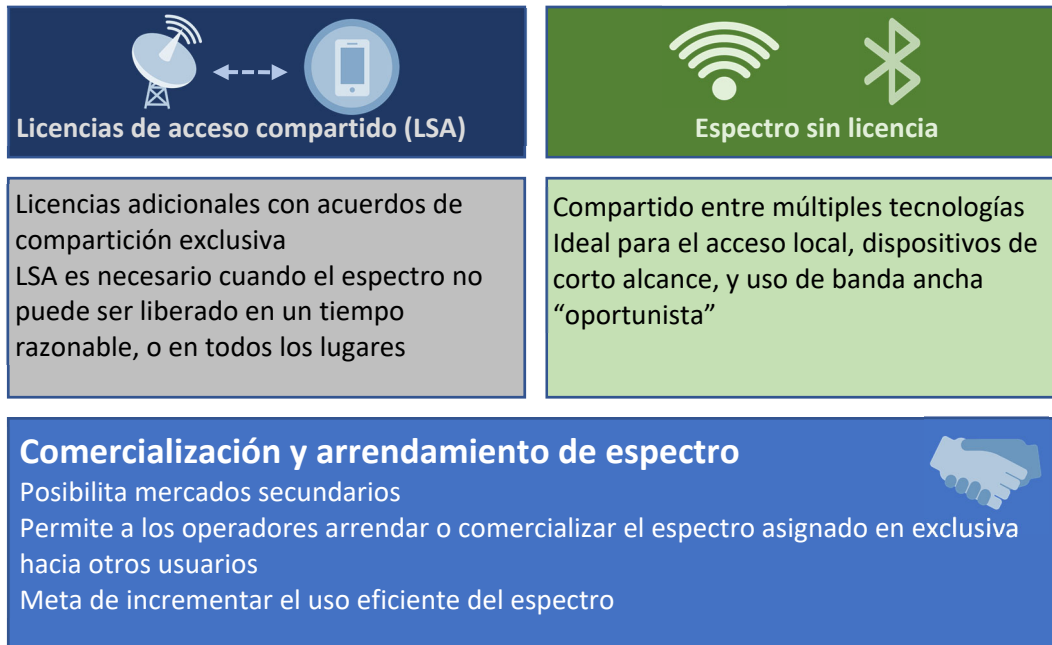 Licencias de acceso compartido (LSA)
Espectro sin licencia
Licencias adicionales con acuerdos de
compartición exclusiva
LSA es necesario cuando el espectro no
puede ser liberado en un tiempo
razonable, o en todos los lugares
Compartido entre múltiples tecnologías
Ideal para el acceso local, dispositivos de
corto alcance, y uso de banda ancha
“oportunista”
Comercialización y arrendamiento de espectro
Posibilita mercados secundarios
Permite a los operadores arrendar o comercializar el espectro asignado en exclusiva
hacia otros usuarios
Meta de incrementar el uso eficiente del espectro